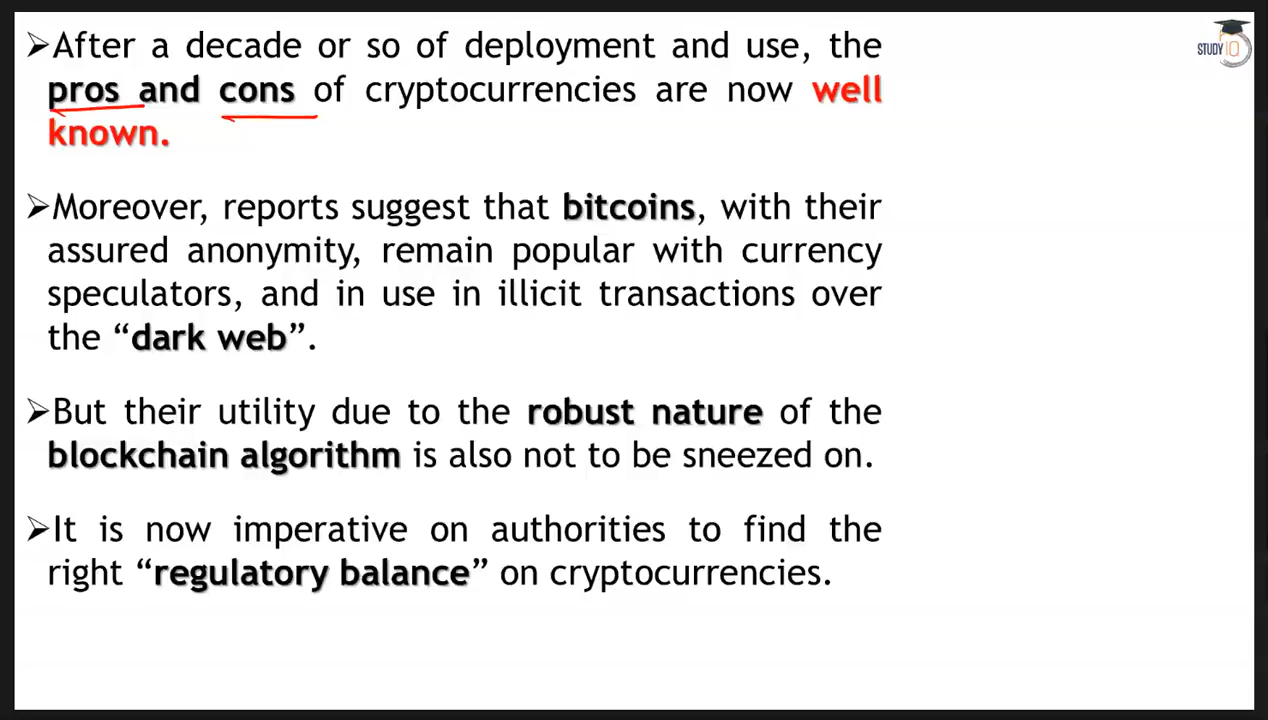 ➢After a decade or so of deployment and use, the
pros and cons of cryptocurrencies are now well
known.
➢Moreover, reports suggest that bitcoins, with their
assured anonymity, remain popular with currency
speculators, and in use in illicit transactions over
the “dark web”.
➢But their utility due to the robust nature of the
blockchain algorithm is also not to be sneezed on.
➢It is now imperative on authorities to find the
right “regulatory balance” on cryptocurrencies.
STUDY IQ